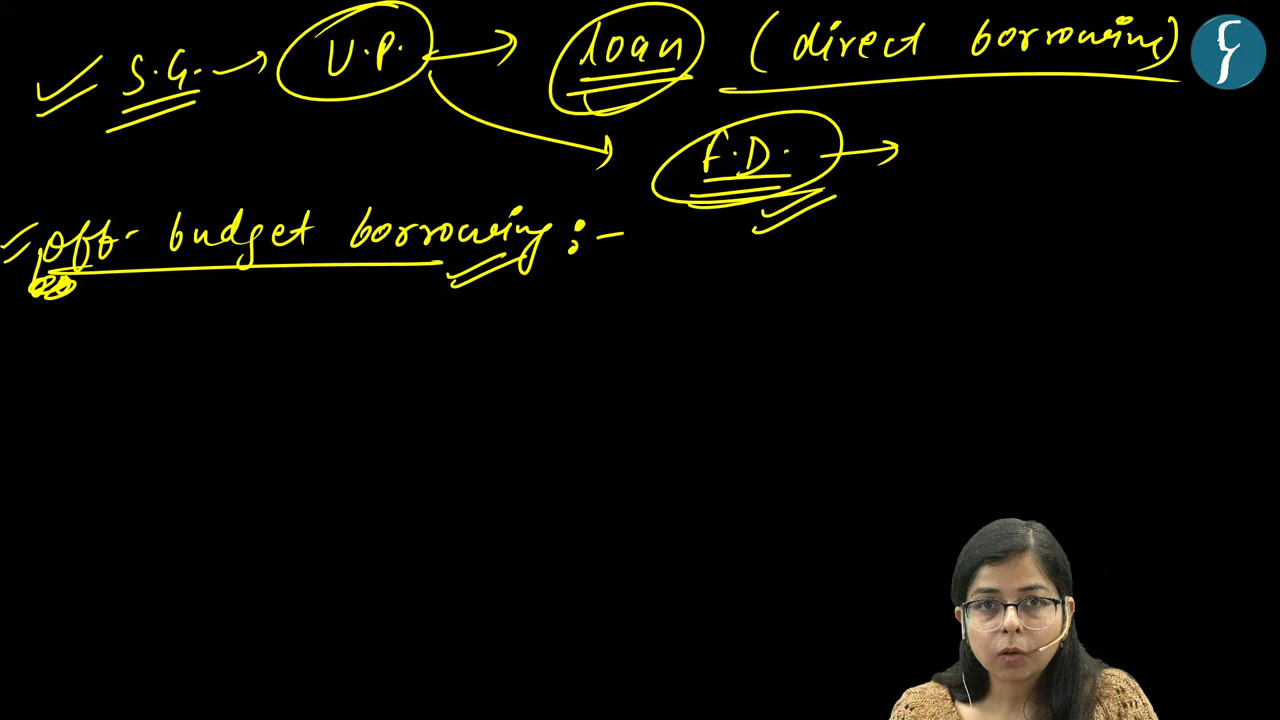 S.G. → U.P. → loan (direct borrowing)
F.D. →
off-budget borrowing :-